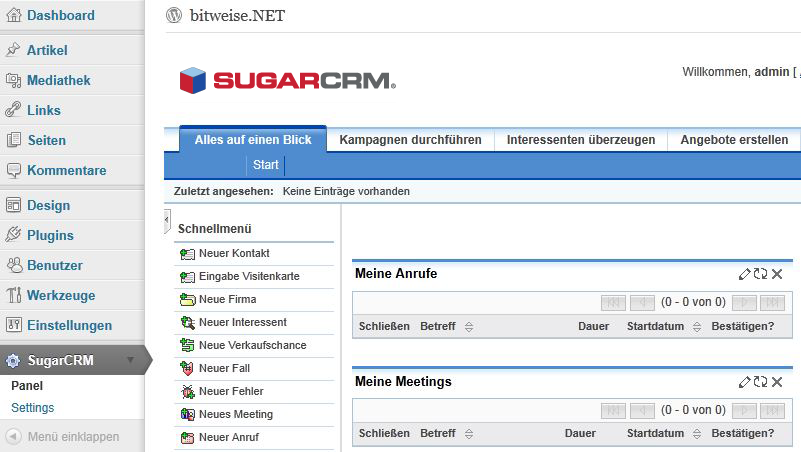 Dashboard
Artikel
Mediathek
Links
Seiten
Kommentare
Design
Plugins
Benutzer
Werkzeuge
Einstellungen
SugarCRM
Panel
Settings
Menü einklappen
bitweise.NET
SUGARCRM®
Willkommen, admin [
Alles auf einen Blick Kampagnen durchführen Interessenten überzeugen Angebote erstellen
Start
Zuletzt angesehen: Keine Einträge vorhanden
Schnellmenü
Neuer Kontakt
Eingabe Visitenkarte
Neue Firma
Neuer Interessent
Neue Verkaufschance
Neuer Fall
Neuer Fehler
Neues Meeting
Neuer Anruf
Meine Anrufe
(0 - 0 von 0)
Schließen Betreff Dauer Startdatum Bestätigen?
Meine Meetings
(0 - 0 von 0)
Schließen Betreff Dauer Startdatum Bestätigen?